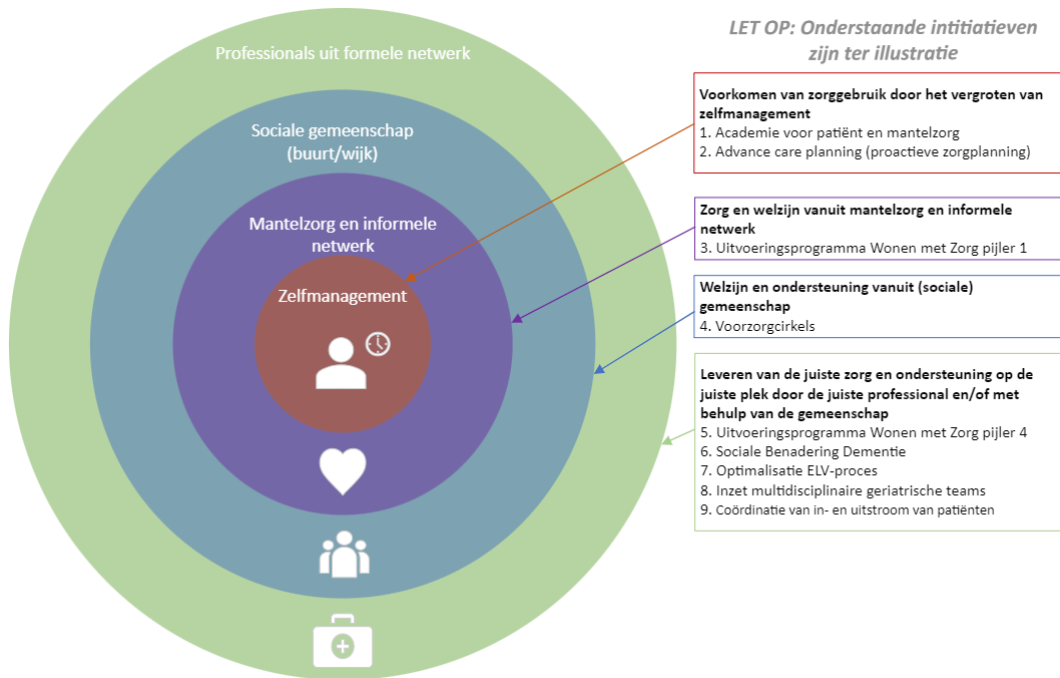 LET OP: Onderstaande intitiatieven
zijn ter illustratie
Professionals uit formele netwerk
Sociale gemeenschap
(buurt/wijk)
Mantelzorg en informele
netwerk
Zelfmanagement
Voorkomen van zorggebruik door het vergroten van
zelfmanagement
1. Academie voor patiënt en mantelzorg
2. Advance care planning (proactieve zorgplanning)
Zorg en welzijn vanuit mantelzorg en informele
netwerk
3. Uitvoeringsprogramma Wonen met Zorg pijler 1
Welzijn en ondersteuning vanuit (sociale)
gemeenschap
4. Voorzorgcirkels
Leveren van de juiste zorg en ondersteuning op de
juiste plek door de juiste professional en/of met
behulp van de gemeenschap
5. Uitvoeringsprogramma Wonen met Zorg pijler 4
6. Sociale Benadering Dementie
7. Optimalisatie ELV-proces
8. Inzet multidisciplinaire geriatrische teams
9. Coördinatie van in- en uitstroom van patiënten